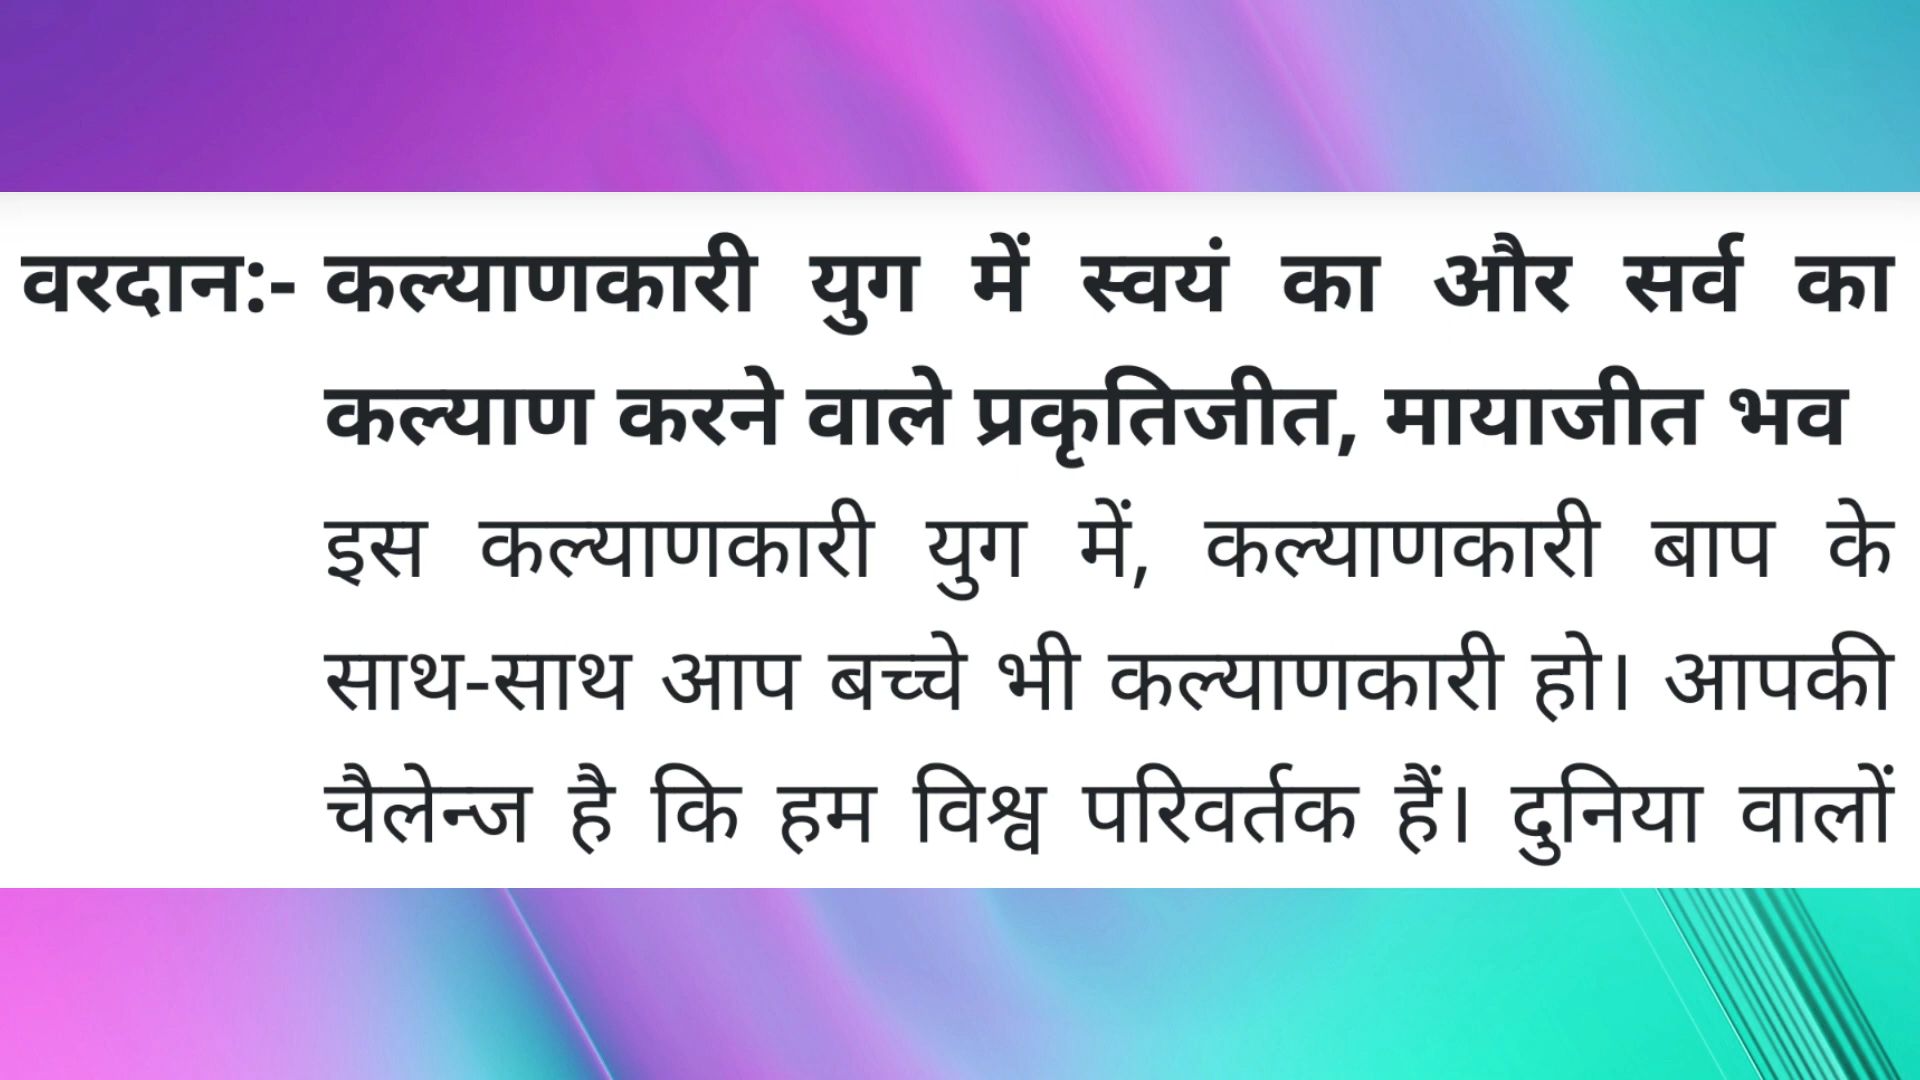 वरदान:- कल्याणकारी युग में स्वयं का और सर्व का
कल्याण करने वाले प्रकृतिजीत, मायाजीत भव
इस कल्याणकारी युग में, कल्याणकारी बाप के
साथ-साथ आप बच्चे भी कल्याणकारी हो। आपकी
चैलेन्ज है कि हम विश्व परिवर्तक हैं। दुनिया वालों